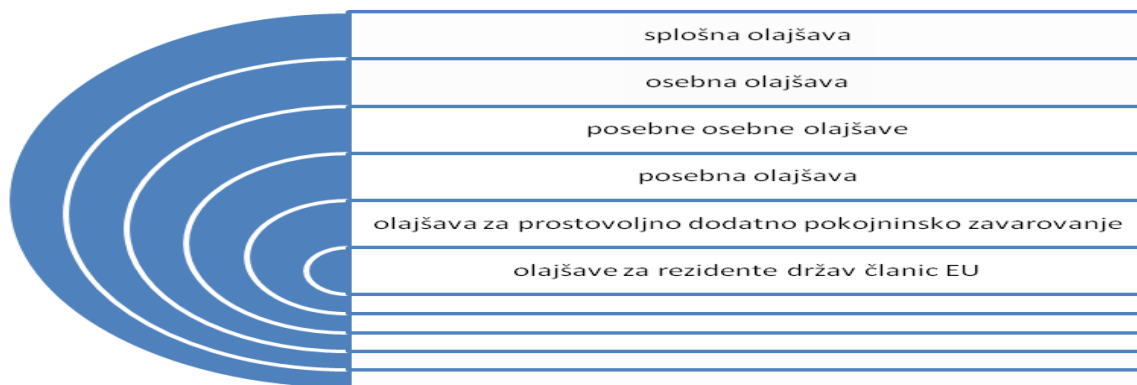 splošna olajšava
osebna olajšava
posebne osebne olajšave
posebna olajšava
olajšava za prostovoljno dodatno pokojninsko zavarovanje
olajšave za rezidente držav članic EU